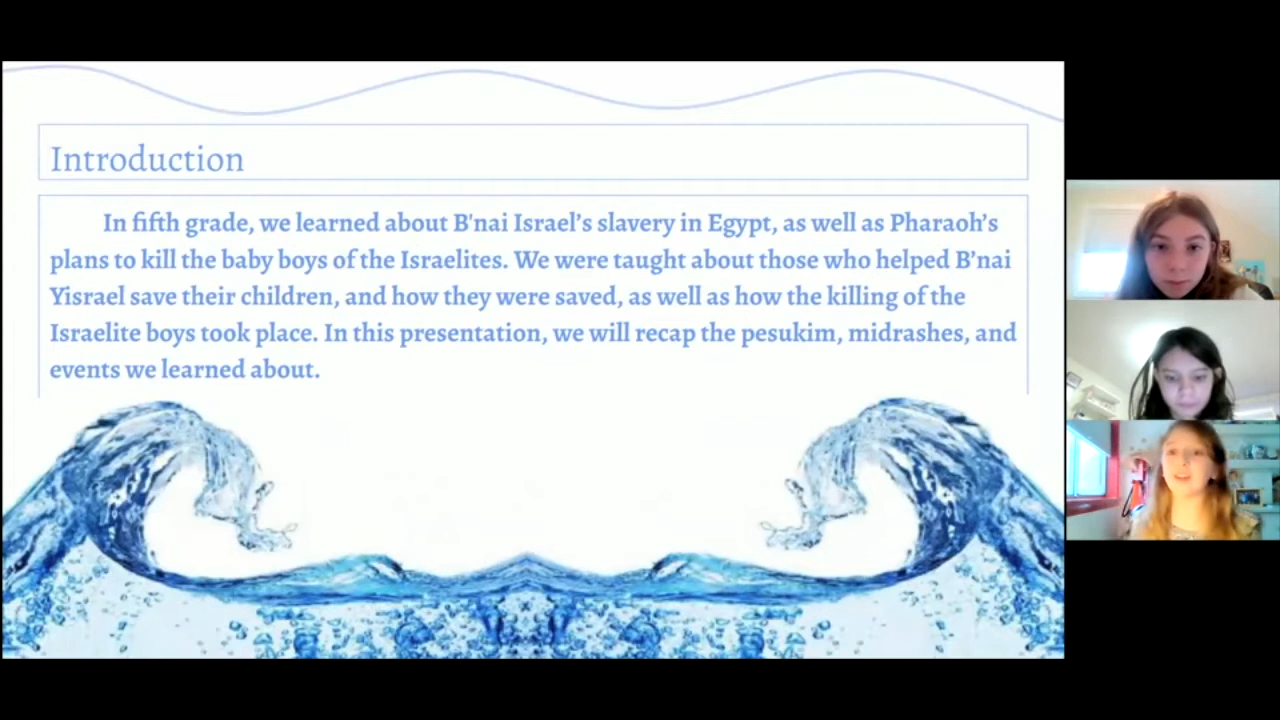 Introduction
In fifth grade, we learned about B'nai Israel’s slavery in Egypt, as well as Pharaoh’s
plans to kill the baby boys of the Israelites. We were taught about those who helped B’nai
Yisrael save their children, and how they were saved, as well as how the killing of the
Israelite boys took place. In this presentation, we will recap the pesukim, midrashes, and
events we learned about.